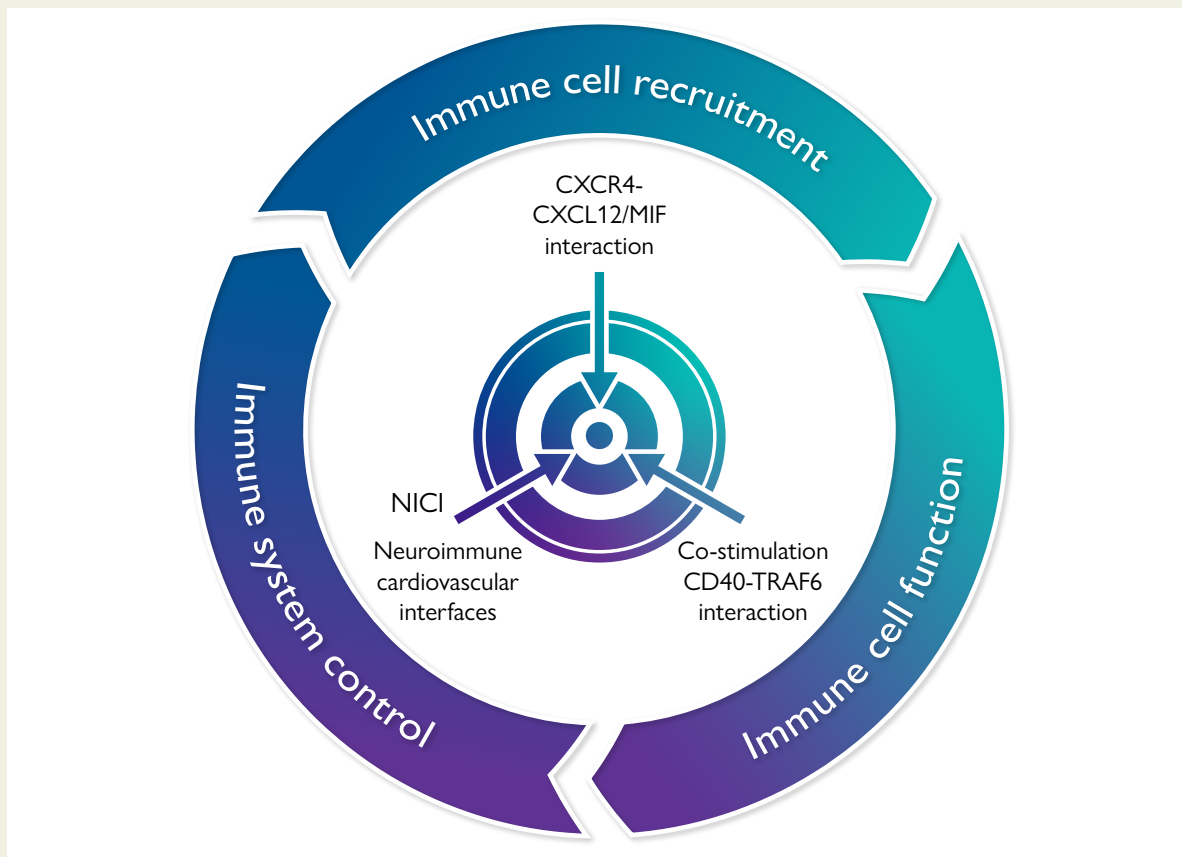 Immune cell recruitment
CXCR4-
CXCL12/MIF
interaction
NICI
Neuroimmune
cardiovascular
interfaces
Co-stimulation
CD40-TRAF6
interaction
Immune cell function
Immune system control